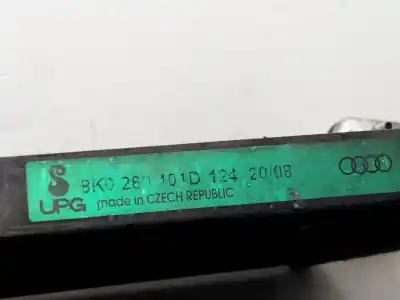 8K0 260 101D 124 20/08
UPG made in CZECH REPUBLIC